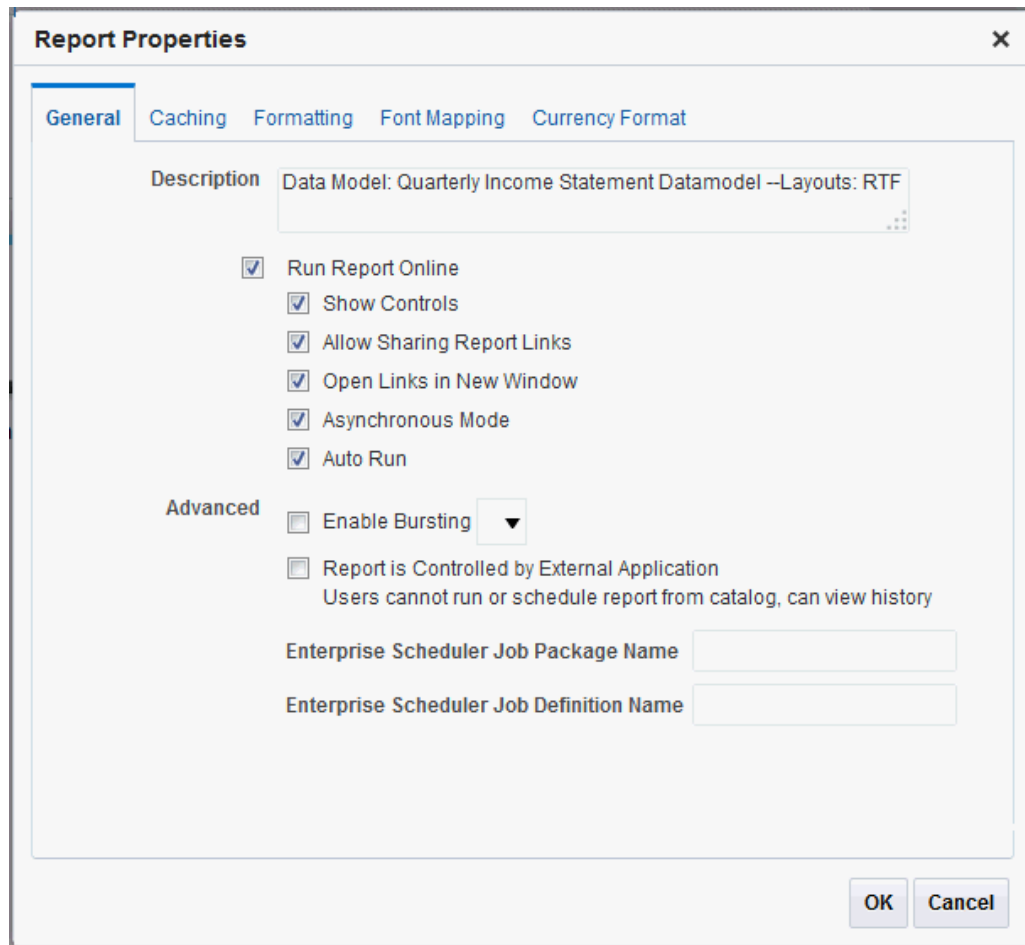 Report Properties
General Caching Formatting Font Mapping Currency Format
Description Data Model: Quarterly Income Statement Datamodel --Layouts: RTF
Run Report Online
Show Controls
Allow Sharing Report Links
Open Links in New Window
Asynchronous Mode
Auto Run
Advanced Enable Bursting
Report is Controlled by External Application
Users cannot run or schedule report from catalog, can view history
Enterprise Scheduler Job Package Name
Enterprise Scheduler Job Definition Name
OK Cancel